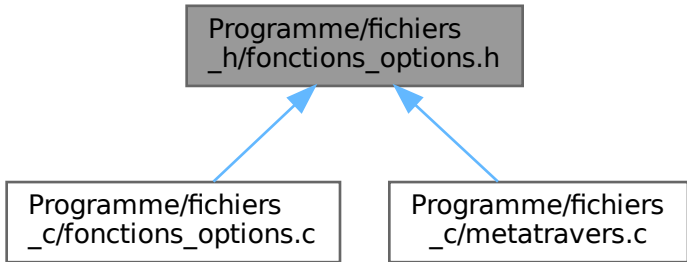 Programme/fichiers
_h/fonctions_options.h
Programme/fichiers
_c/fonctions_options.c
Programme/fichiers
_c/metatravers.c